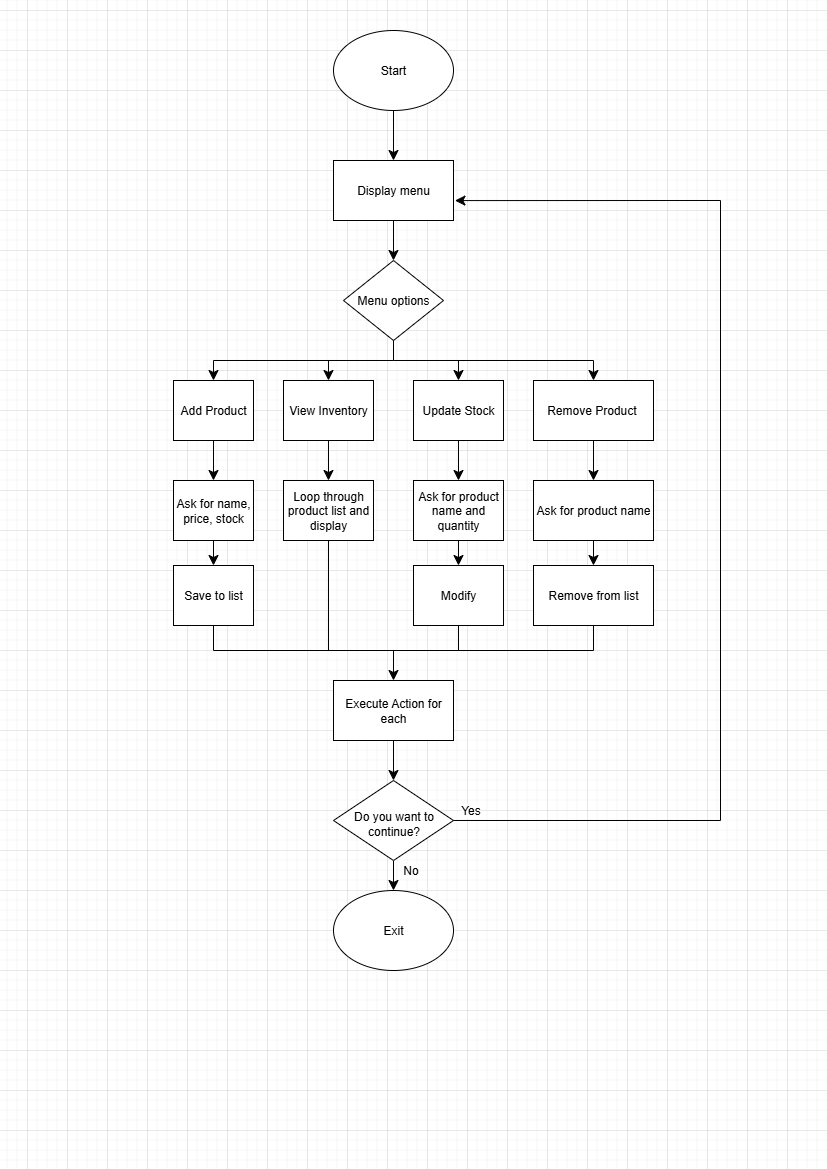 Start
Display menu
Menu options
Add Product
View Inventory
Update Stock
Remove Product
Ask for name,
price, stock
Loop through
product list and
display
Ask for product
name and
quantity
Ask for product name
Save to list
Modify
Remove from list
Execute Action for
each
Do you want to
continue?
Yes
No
Exit